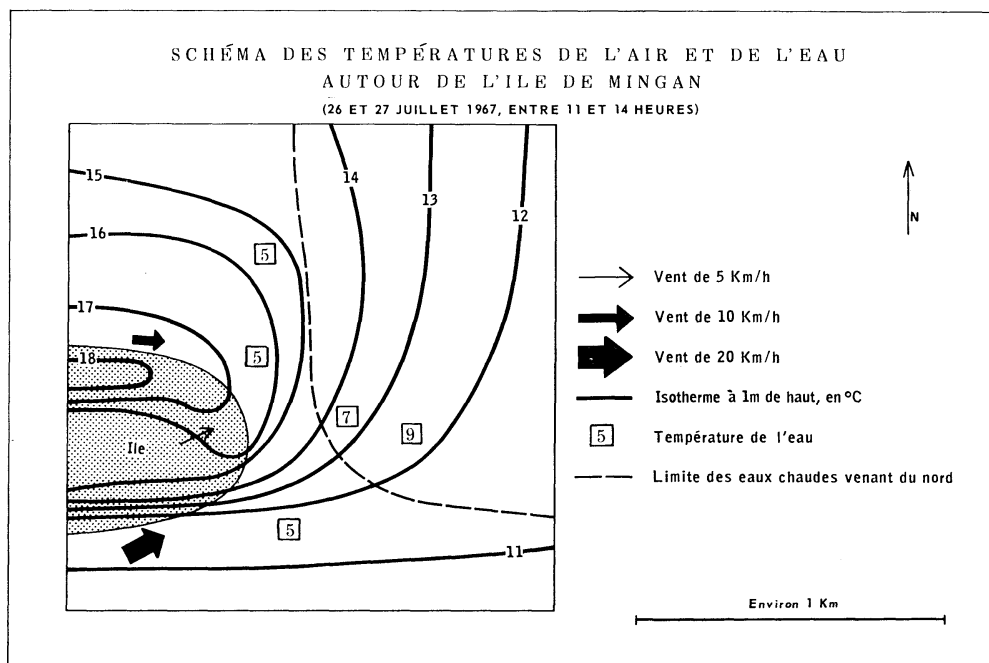 SCHÉMA DES TEMPÉRATURES DE L'AIR ET DE L'EAU
AUTOUR DE L'ILE DE MINGAN
(26 ET 27 JUILLET 1967, ENTRE 11 ET 14 HEURES)
15
14
13
12
16
5
17
18
5
Ile
7
9
5
11
N
Vent de 5 Km/h
Vent de 10 Km/h
Vent de 20 Km/h
Isotherme à 1m de haut, en °C
5 Température de l'eau
Limite des eaux chaudes venant du nord
Environ 1 Km